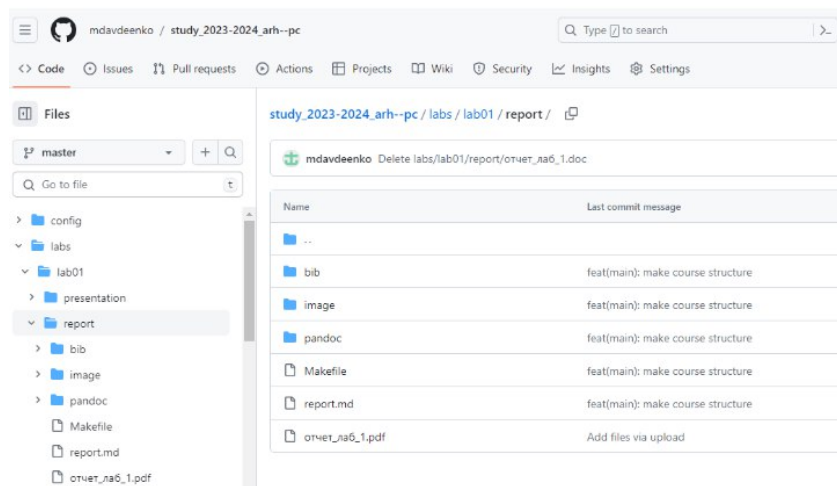 mdavdeenko / study_2023-2024_arh--pc
Type / to search
Code Issues Pull requests Actions Projects Wiki Security Insights Settings
Files
study_2023-2024_arh--pc / labs / lab01 / report /
master
mdavdeenko Delete labs/lab01/report/отчет_лаб_1.doc
Go to file t
Name Last commit message
config
..
labs
lab01
bib feat(main): make course structure
presentation
image feat(main): make course structure
report
pandoc feat(main): make course structure
bib
Makefile feat(main): make course structure
image
report.md feat(main): make course structure
pandoc
Makefile
отчет_лаб_1.pdf Add files via upload
report.md
отчет_лаб_1.pdf